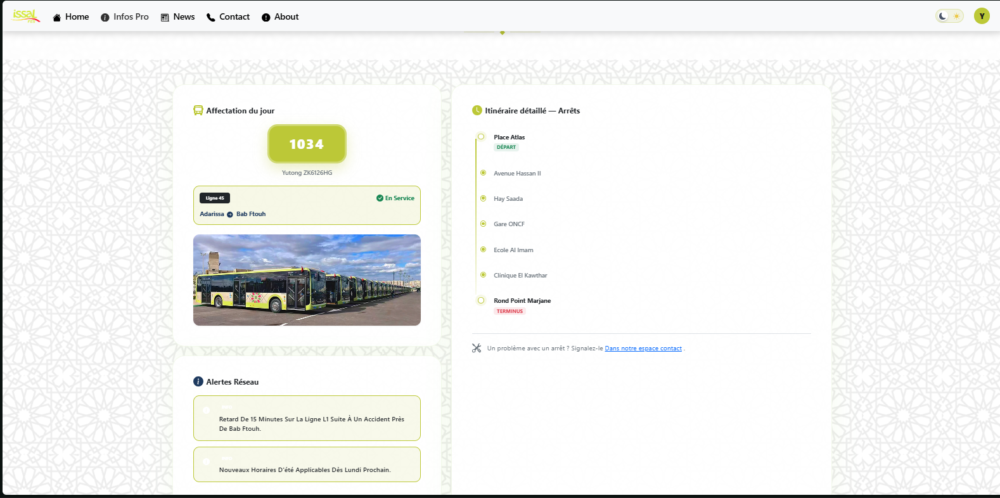 issal
Home
Infos Pro
News
Contact
About
Y
Affectation du jour
1034
Yutong ZK6126HG
Ligne 45
En Service
Adarissa
Bab Ftouh
Alertes Réseau
Retard De 15 Minutes Sur La Ligne L1 Suite À Un Accident Près
De Bab Ftouh.
Nouveaux Horaires D'été Applicables Dès Lundi Prochain.
Itinéraire détaillé — Arrêts
Place Atlas
DÉPART
Avenue Hassan II
Hay Saada
Gare ONCF
Ecole Al Imam
Clinique El Kawthar
Rond Point Marjane
TERMINUS
Un problème avec un arrêt ? Signalez-le Dans notre espace contact .